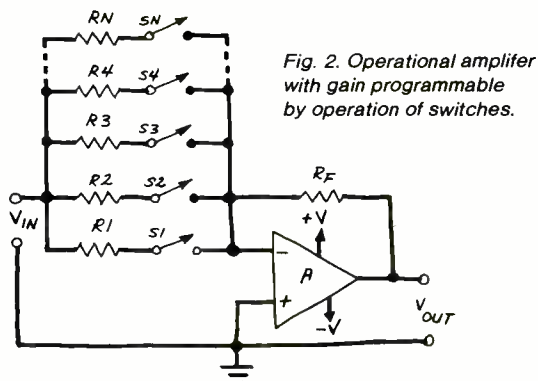 RN SN
R4 S4
R3 S3
R2 S2
R1 S1
Fig. 2. Operational amplifer
with gain programmable
by operation of switches.
VIN
RF
+V
-
A
+
-V
VOUT